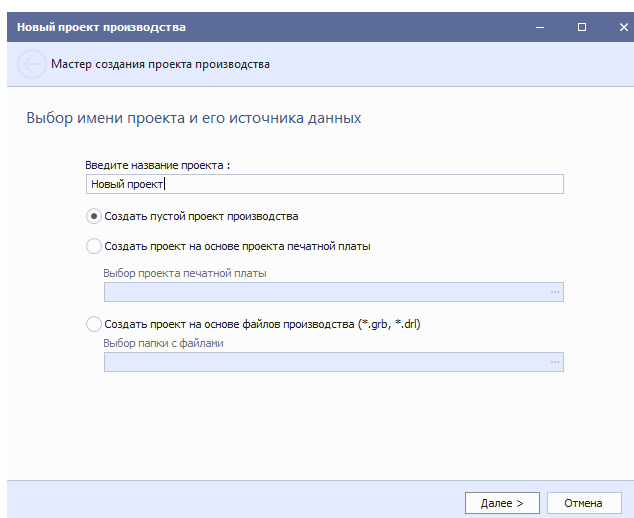 Новый проект производства
Мастер создания проекта производства
Выбор имени проекта и его источника данных
Введите название проекта :
Новый проект
Создать пустой проект производства
Создать проект на основе проекта печатной платы
Выбор проекта печатной платы
...
Создать проект на основе файлов производства (*.grb, *.drl)
Выбор папки с файлами
...
Далее > Отмена